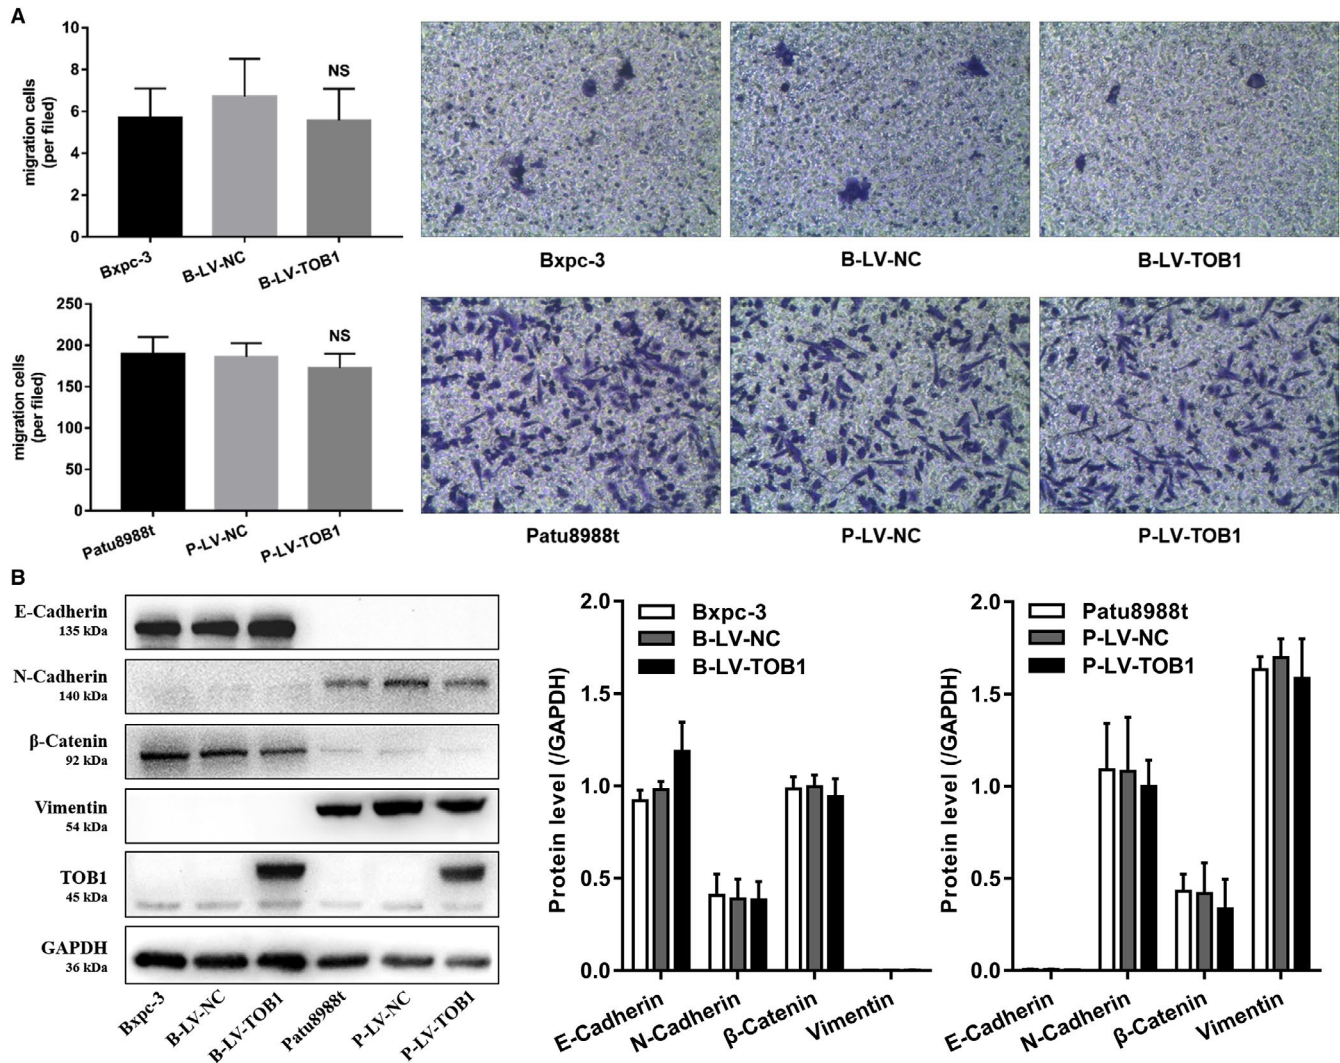 A
migration cells
(per filed)
10
8
6
4
2
0
NS
Bxpc-3
B-LV-NC
B-LV-TOB1
Bxpc-3
B-LV-NC
B-LV-TOB1
migration cells
(per filed)
250
200
150
100
50
0
NS
Patu8988t
P-LV-NC
P-LV-TOB1
Patu8988t
P-LV-NC
P-LV-TOB1
B
E-Cadherin
135 kDa
N-Cadherin
140 kDa
β-Catenin
92 kDa
Vimentin
54 kDa
TOB1
45 kDa
GAPDH
36 kDa
Bxpc-3
B-LV-NC
B-LV-TOB1
Patu8988t
P-LV-NC
P-LV-TOB1
Protein level (/GAPDH)
2.0
1.5
1.0
0.5
0.0
Bxpc-3
B-LV-NC
B-LV-TOB1
E-Cadherin
N-Cadherin
β-Catenin
Vimentin
Protein level (/GAPDH)
2.0
1.5
1.0
0.5
0.0
Patu8988t
P-LV-NC
P-LV-TOB1
E-Cadherin
N-Cadherin
β-Catenin
Vimentin